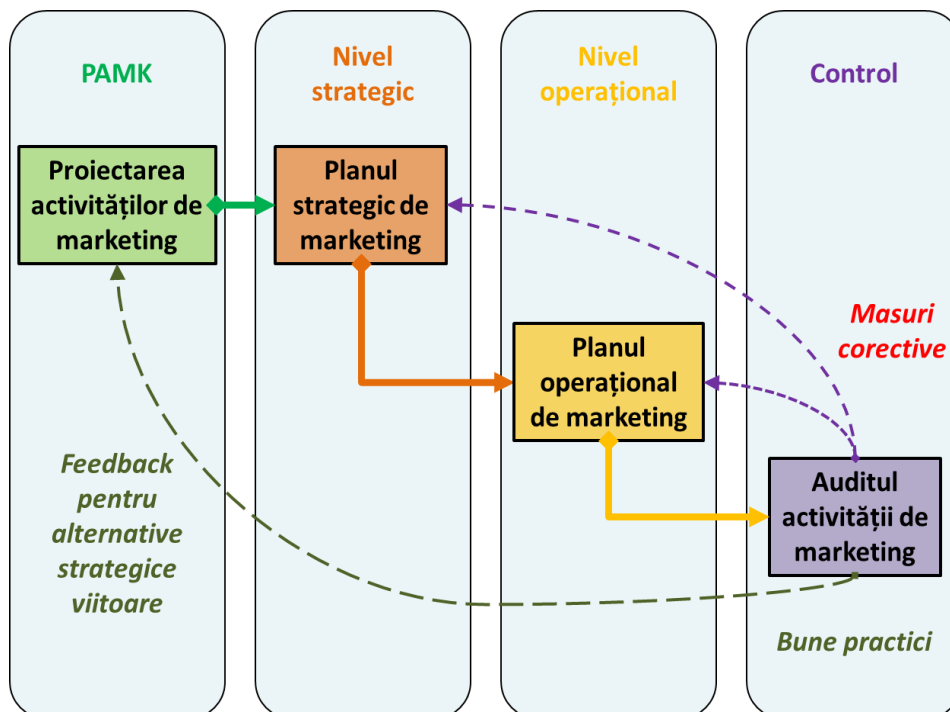 PAMK
Nivel
strategic
Nivel
operațional
Control
Proiectarea
activităților de
marketing
Planul
strategic de
marketing
Masuri
corective
Planul
operațional
de marketing
Feedback
pentru
alternative
strategice
viitoare
Auditul
activității de
marketing
Bune practici